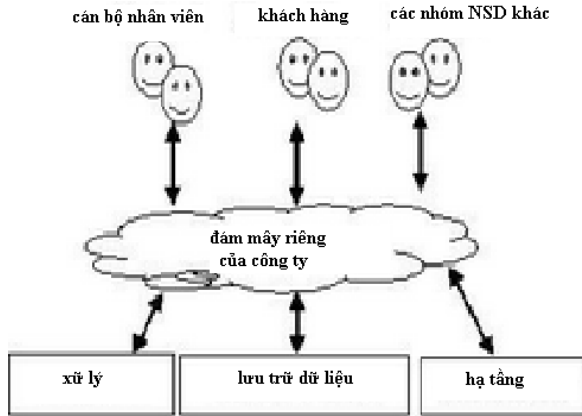 cán bộ nhân viên
khách hàng
các nhóm NSD khác
đám mây riêng
của công ty
xữ lý
lưu trữ dữ liệu
hạ tầng